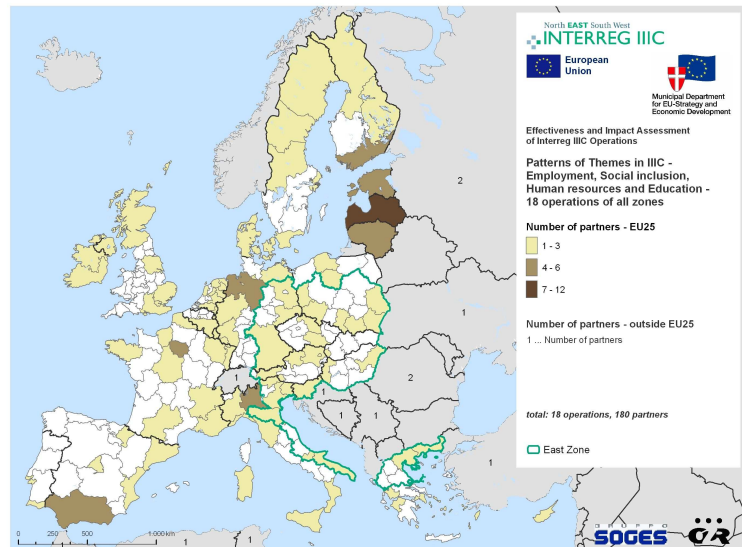 North EAST South West
INTERREG IIIC
European
Union
Municipal Department
for EU-Strategy and
Economic Development
Effectiveness and Impact Assessment
of Interreg IIIC Operations
Patterns of Themes in IIIC -
Employment, Social inclusion,
Human resources and Education -
18 operations of all zones
Number of partners - EU25
1 - 3
4 - 6
7 - 12
Number of partners - outside EU25
1 ... Number of partners
total: 18 operations, 180 partners
East Zone
2
1
2
1
1
1
1
1
0 250 500 1.000 km
1
1
GRUPPO
SOGES
ÖIR